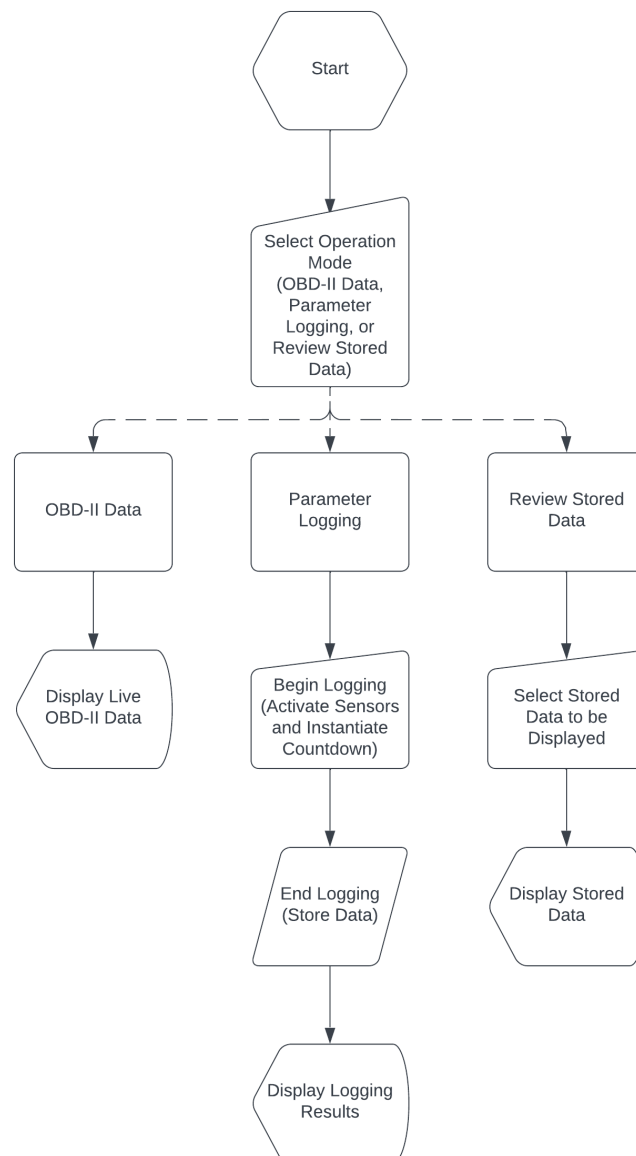 Start
Select Operation
Mode
(OBD-II Data,
Parameter
Logging, or
Review Stored
Data)
OBD-II Data
Parameter
Logging
Review Stored
Data
Display Live
OBD-II Data
Begin Logging
(Activate Sensors
and Instantiate
Countdown)
Select Stored
Data to be
Displayed
End Logging
(Store Data)
Display Stored
Data
Display Logging
Results